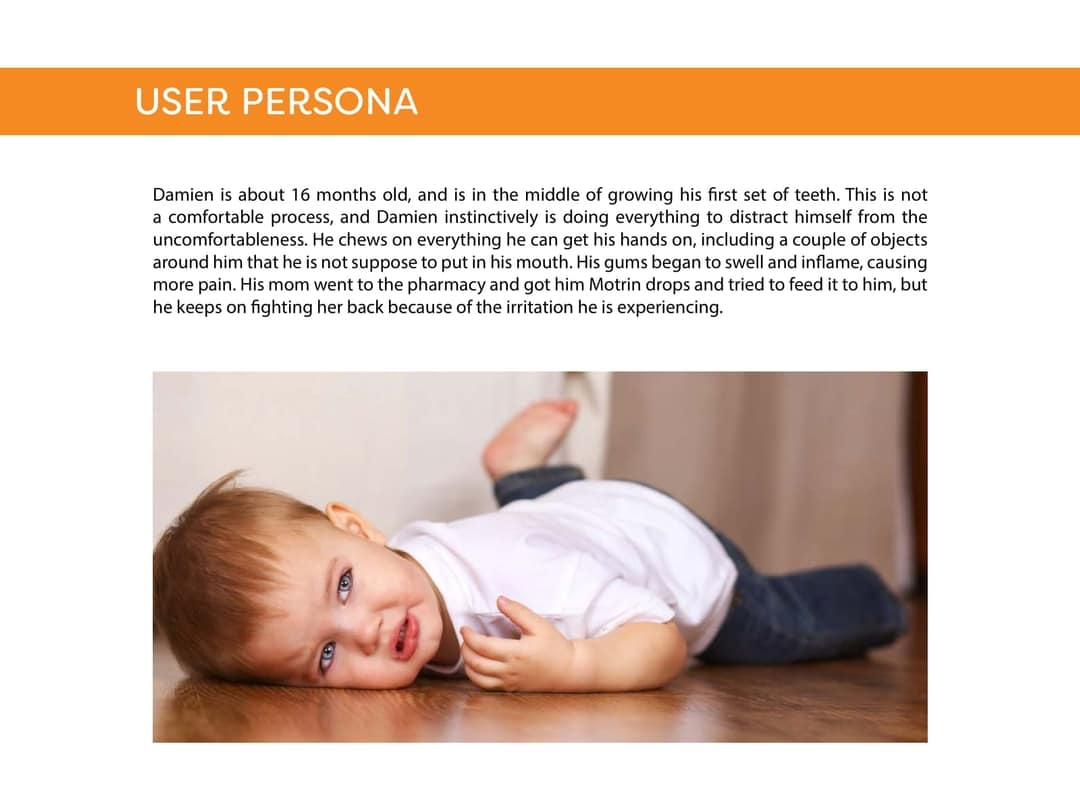 USER PERSONA
Damien is about 16 months old, and is in the middle of growing his first set of teeth. This is not
a comfortable process, and Damien instinctively is doing everything to distract himself from the
uncomfortableness. He chews on everything he can get his hands on, including a couple of objects
around him that he is not suppose to put in his mouth. His gums began to swell and inflame, causing
more pain. His mom went to the pharmacy and got him Motrin drops and tried to feed it to him, but
he keeps on fighting her back because of the irritation he is experiencing.